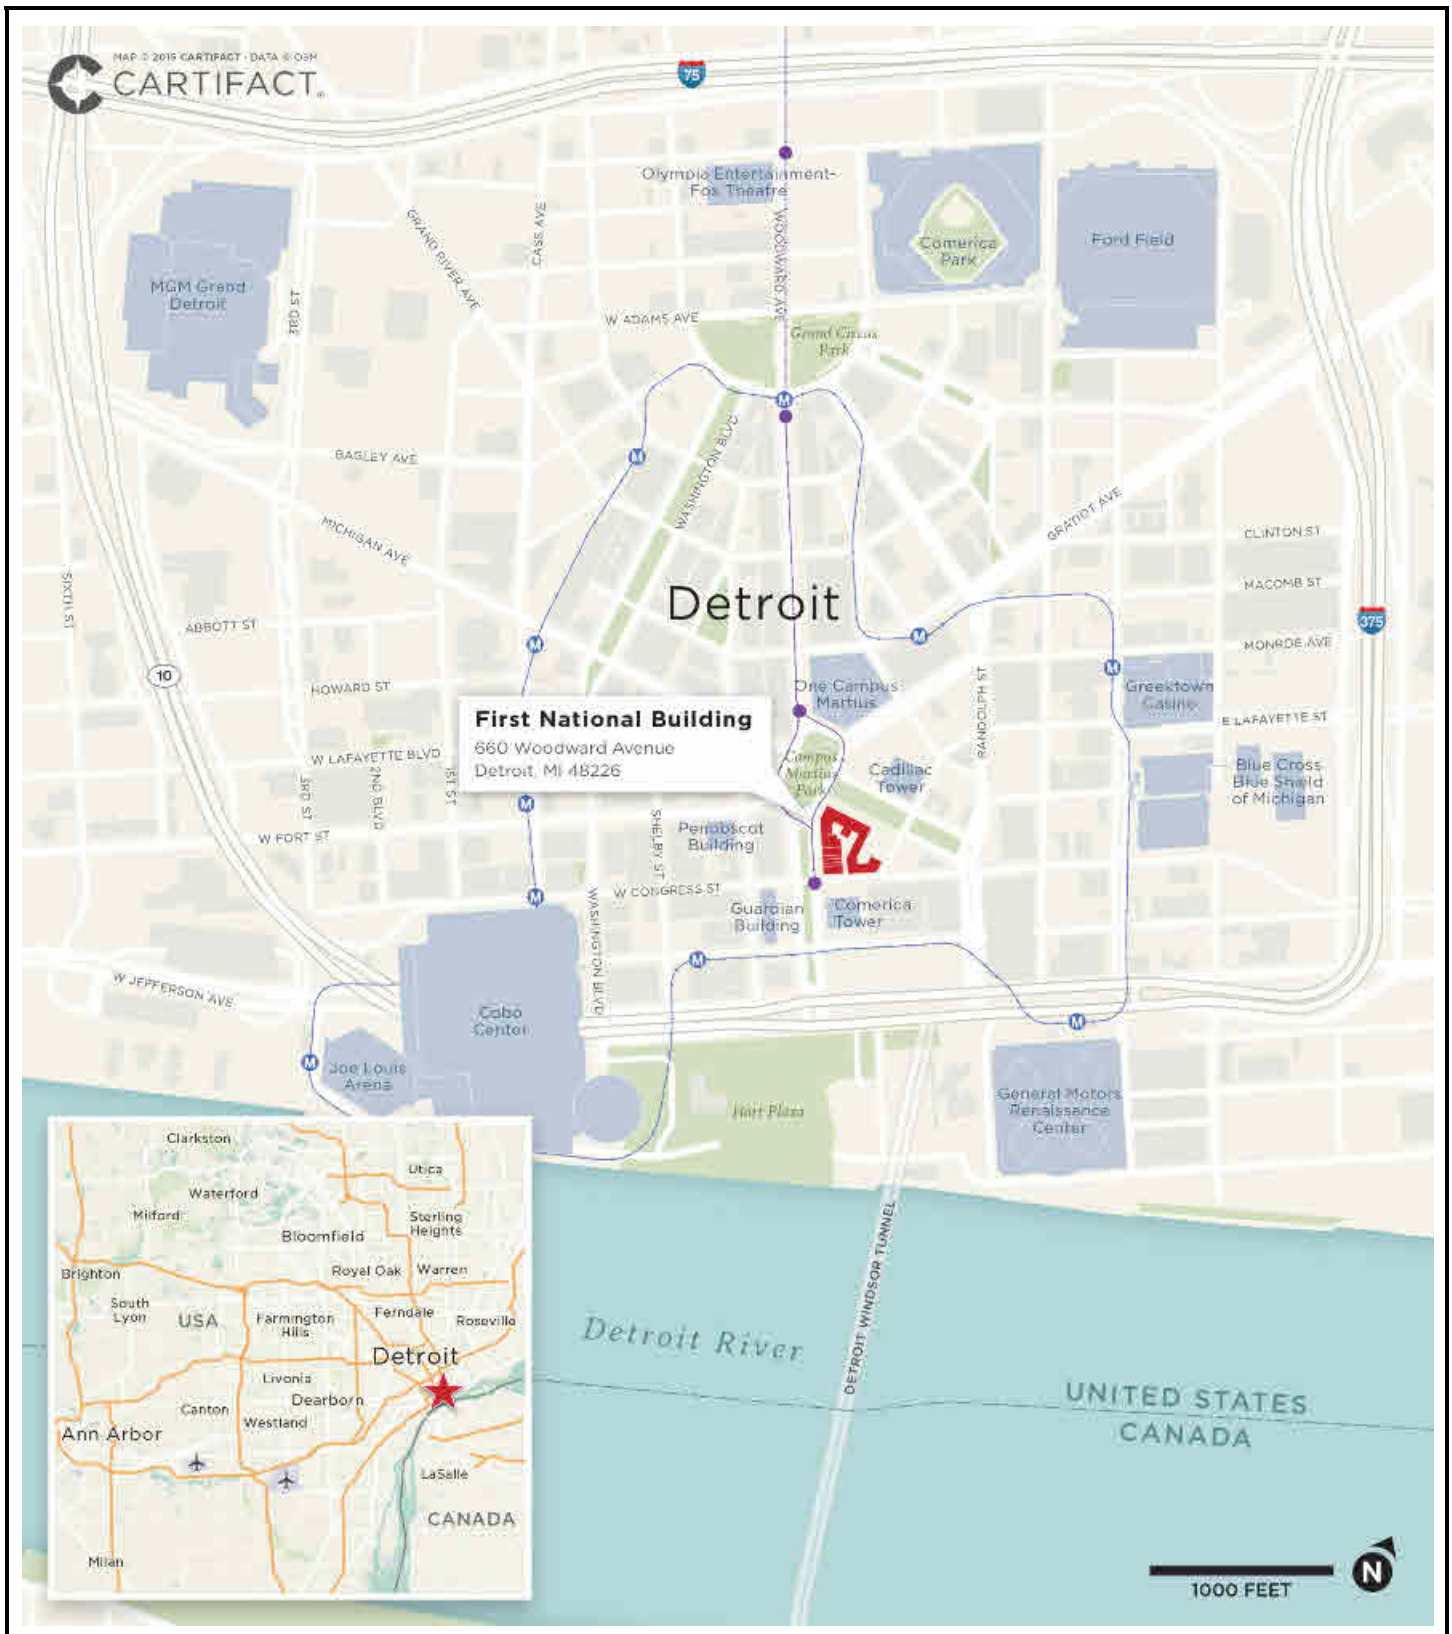 MAP © 2015 CARTIFACT · DATA © OSM
CARTIFACT
75
Olympia Entertainment-
Fox Theatre
Comerica
Park
Ford Field
MGM Grand
Detroit
GRAND RIVER AVE
CASS AVE
WOODWARD AVE
3RD ST
W ADAMS AVE
Grand Circus
Park
M
M
BAGLEY AVE
WASHINGTON BLVD
MICHIGAN AVE
GRATIOT AVE
CLINTON ST
SIXTH ST
MACOMB ST
Detroit
ABBOTT ST
375
M
M
MONROE AVE
M
10
HOWARD ST
One Campus
Martius
RANDOLPH ST
Greektown
Casino
E LAFAYETTE ST
First National Building
660 Woodward Avenue
Detroit, MI 48226
W LAFAYETTE BLVD
3RD ST
2ND BLVD
1ST ST
Campus
Martius
Park
Cadillac
Tower
Blue Cross
Blue Shield
of Michigan
M
W FORT ST
SHELBY ST
Penobscot
Building
M
W CONGRESS ST
WASHINGTON BLVD
Guardian
Building
Comerica
Tower
M
W JEFFERSON AVE
Cobo
Center
M
M
Joe Louis
Arena
Hart Plaza
General Motors
Renaissance
Center
Clarkston
Utica
Waterford
Milford
Sterling
Heights
Bloomfield
Brighton
Royal Oak
Warren
South
Lyon
USA
Farmington
Hills
Ferndale
Roseville
Detroit
Livonia
Dearborn
Canton
Westland
Ann Arbor
LaSalle
CANADA
Milan
DETROIT WINDSOR TUNNEL
Detroit River
UNITED STATES
CANADA
1000 FEET
N